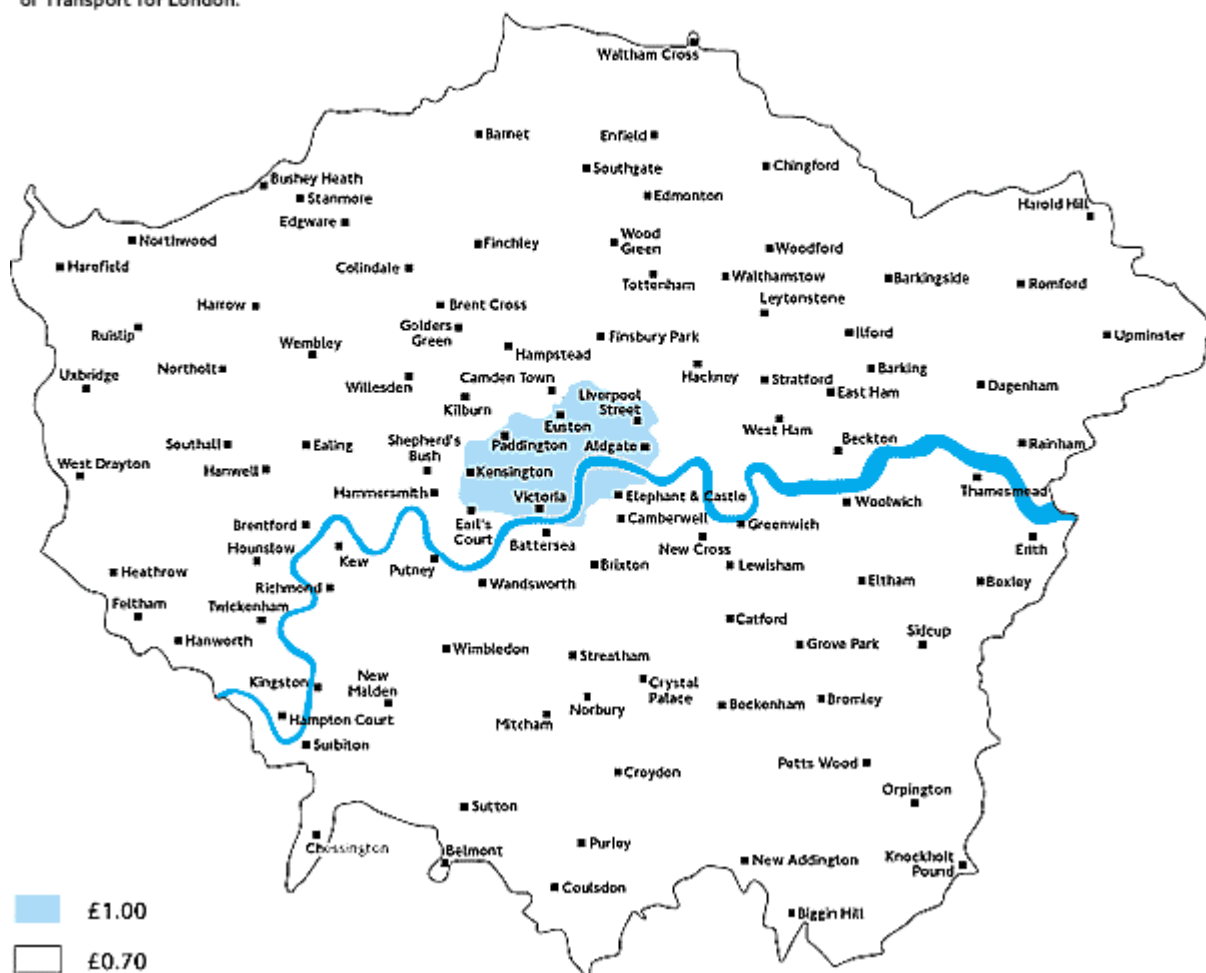 of Transport for London.
Waltham Cross
Barnet
Enfield
Southgate
Chingford
Bushey Heath
Stanmore
Edmonton
Edgware
Harold Hill
Northwood
Finchley
Wood
Green
Woodford
Harefield
Colindale
Tottenham
Walthamstow
Barkingside
Romford
Harrow
Brent Cross
Leytonstone
Ruislip
Golders
Green
Finsbury Park
Ilford
Upminster
Wembley
Hampstead
Northolt
Hackney
Barking
Uxbridge
Willesden
Camden Town
Stratford
Dagenham
Kilburn
Liverpool
Street
East Ham
Euston
West Ham
Southall
Ealing
Shepherd's
Bush
Paddington
Aldgate
Beckton
Rainham
West Drayton
Hanwell
Kensington
Hammersmith
Victoria
Elephant & Castle
Woolwich
Thamesmead
Brentford
Earl's
Court
Camberwell
Greenwich
Hounslow
Kew
Battersea
New Cross
Erith
Heathrow
Putney
Brixton
Lewisham
Richmond
Wandsworth
Eltham
Bexley
Feltham
Twickenham
Catford
Hanworth
Wimbledon
Streatham
Grove Park
Sidcup
Kingston
New
Malden
Crystal
Palace
Norbury
Beckenham
Bromley
Hampton Court
Mitcham
Surbiton
Croydon
Petts Wood
Orpington
Sutton
Chessington
Belmont
Purley
New Addington
Knockholt
Pound
Coulsdon
Biggin Hill
£1.00
£0.70